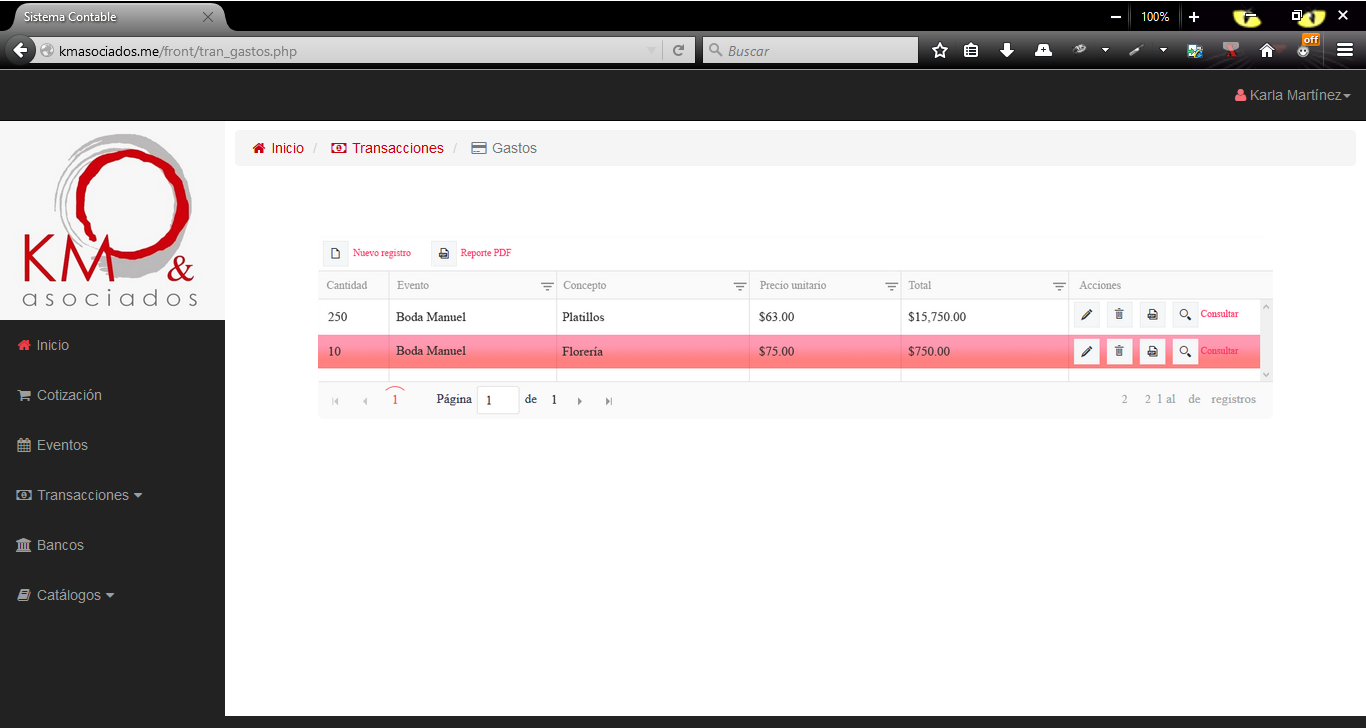 Sistema Contable
100%
kmasociados.me/front/tran_gastos.php
Buscar
off
Karla Martínez
KM &
asociados
Inicio / Transacciones / Gastos
Inicio
Cotización
Eventos
Transacciones
Bancos
Catálogos
Nuevo registro Reporte PDF
Cantidad Evento Concepto Precio unitario Total Acciones
250 Boda Manuel Platillos $63.00 $15,750.00 Consultar
10 Boda Manuel Florería $75.00 $750.00 Consultar
1 Página 1 de 1 2 2 1 al de registros